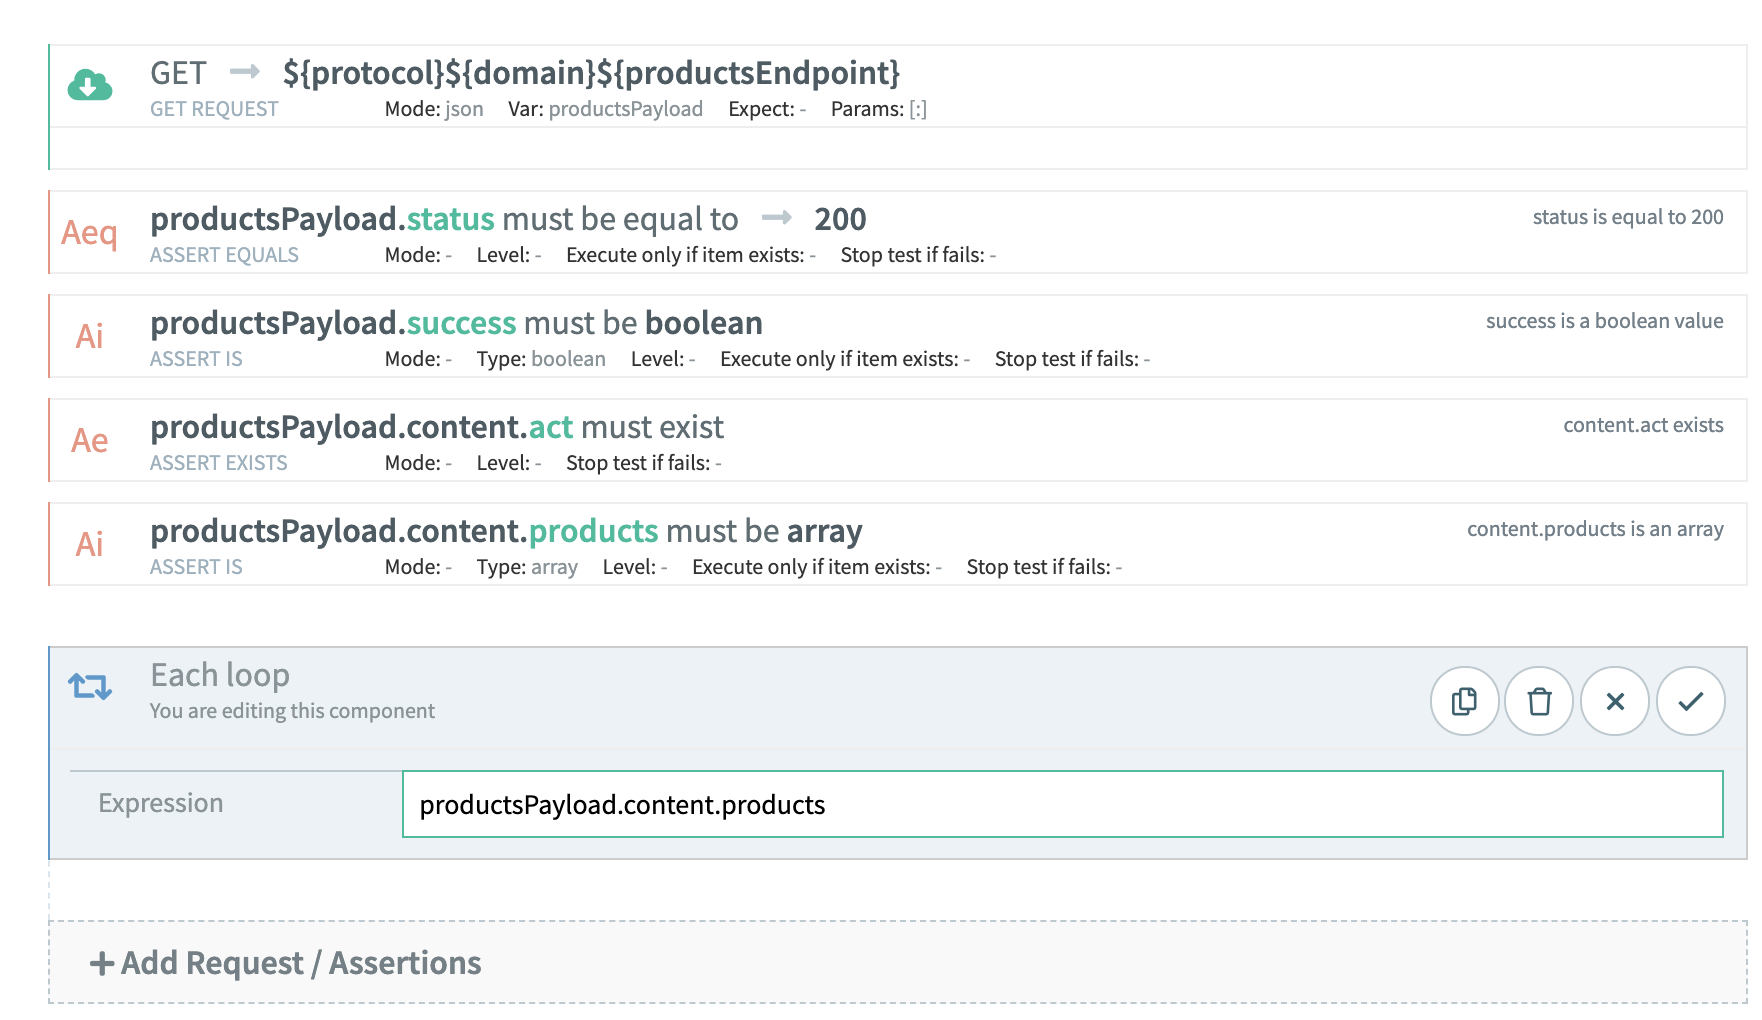 GET → ${protocol}${domain}${productsEndpoint}
GET REQUEST Mode: json Var: productsPayload Expect: - Params: [:]
Aeq productsPayload.status must be equal to → 200 status is equal to 200
ASSERT EQUALS Mode: - Level: - Execute only if item exists: - Stop test if fails: -
Ai productsPayload.success must be boolean success is a boolean value
ASSERT IS Mode: - Type: boolean Level: - Execute only if item exists: - Stop test if fails: -
Ae productsPayload.content.act must exist content.act exists
ASSERT EXISTS Mode: - Level: - Stop test if fails: -
Ai productsPayload.content.products must be array content.products is an array
ASSERT IS Mode: - Type: array Level: - Execute only if item exists: - Stop test if fails: -
Each loop
You are editing this component
Expression productsPayload.content.products
+ Add Request / Assertions